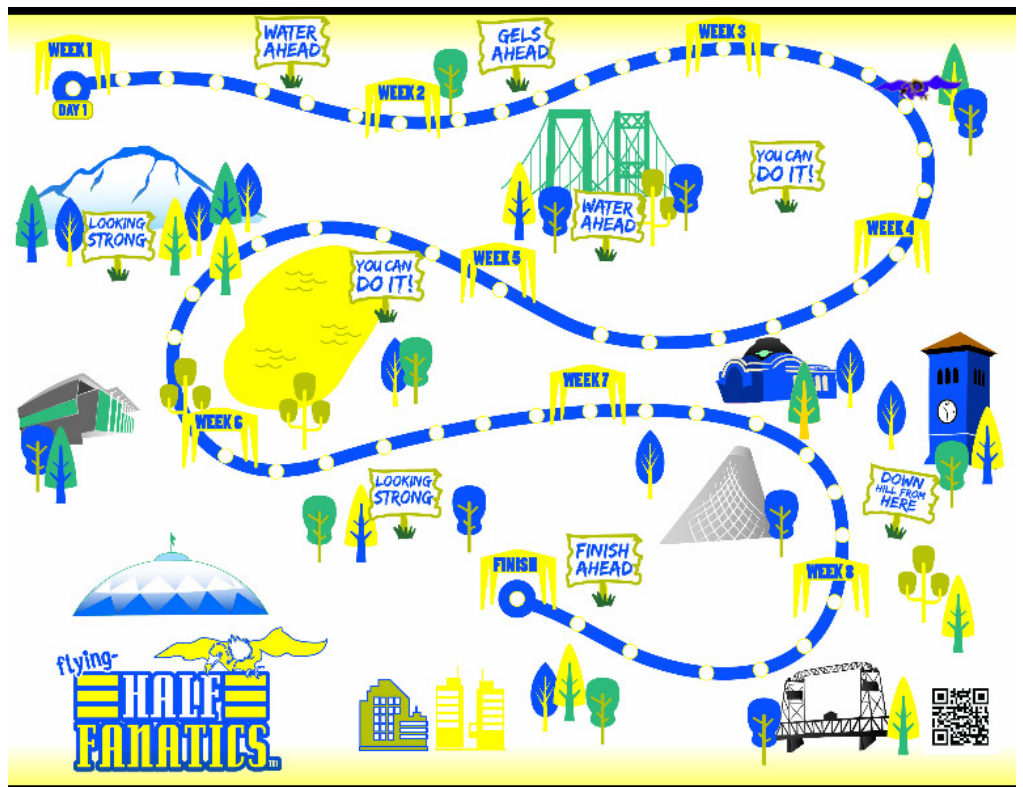 WEEK 1
DAY 1
WATER
AHEAD
WEEK 2
GELS
AHEAD
WEEK 3
YOU CAN
DO IT!
WATER
AHEAD
WEEK 4
LOOKING
STRONG
YOU CAN
DO IT!
WEEK 5
WEEK 6
WEEK 7
LOOKING
STRONG
DOWN
HILL FROM
HERE
WEEK 8
FINISH
AHEAD
FINISH
flying-
HALF
FANATICS
TM